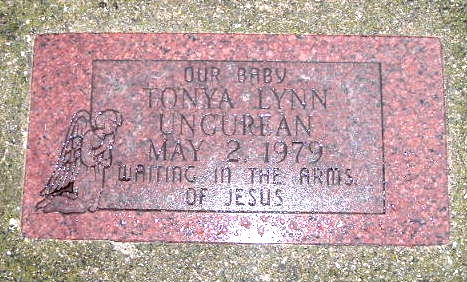 OUR BABY
TONYA LYNN
UNGUREAN
MAY 2, 1979
WAITING IN THE ARMS
OF JESUS